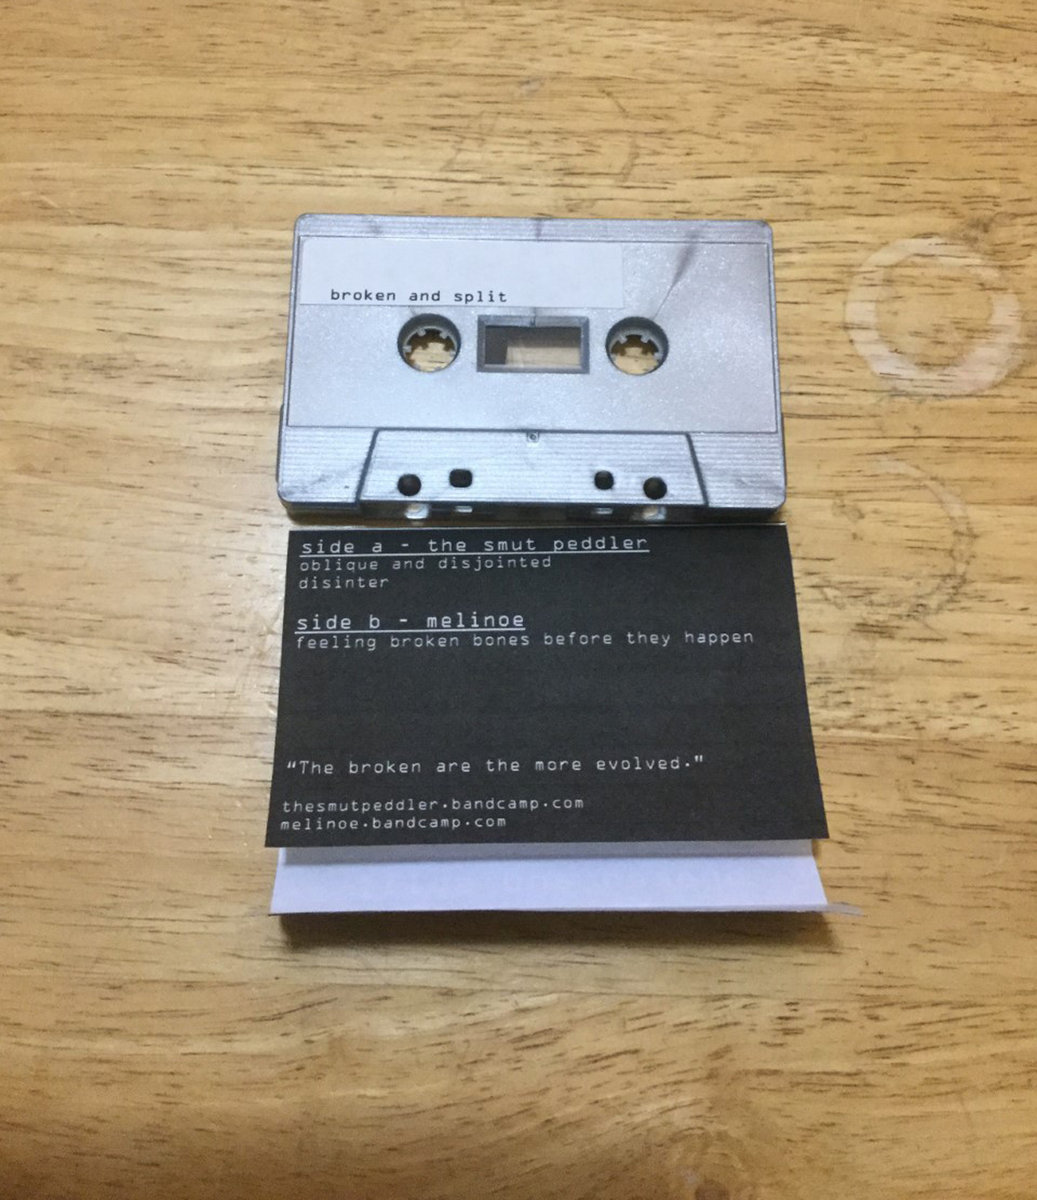 broken and split
side a - the smut peddler
oblique and disjointed
disinter
side b - melinoe
feeling broken bones before they happen
“The broken are the more evolved.”
thesmutpeddler.bandcamp.com
melinoe.bandcamp.com